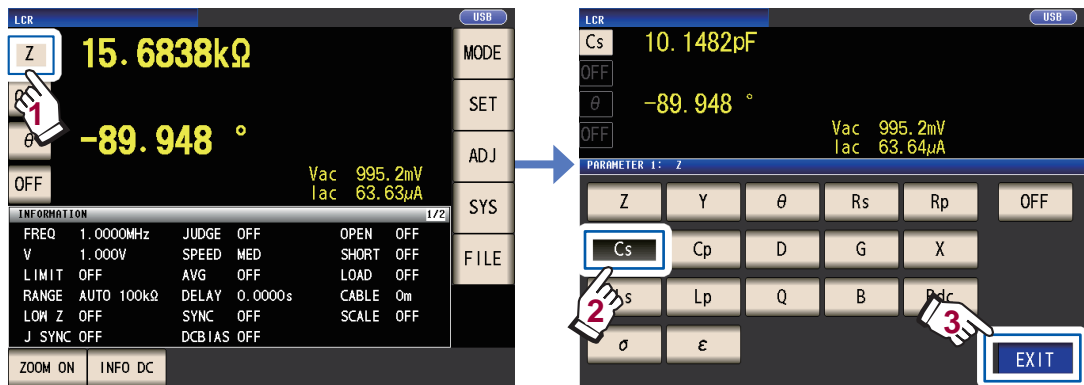 LCR USB
Z 15.6838kΩ MODE
1
SET
θ -89.948 °
ADJ
Vac 995.2mV
OFF Iac 63.63μA
SYS
INFORMATION 1/2
FREQ 1.0000MHz JUDGE OFF OPEN OFF
V 1.000V SPEED MED SHORT OFF
FILE
LIMIT OFF AVG OFF LOAD OFF
RANGE AUTO 100kΩ DELAY 0.0000s CABLE 0m
LOW Z OFF SYNC OFF SCALE OFF
J SYNC OFF DCBIAS OFF
ZOOM ON INFO DC
LCR USB
Cs 10.1482pF
OFF
θ -89.948 °
OFF Vac 995.2mV
Iac 63.64μA
PARAMETER 1: Z
Z Y θ Rs Rp OFF
Cs Cp D G X
2
Lp Q B
3
σ ε
EXIT